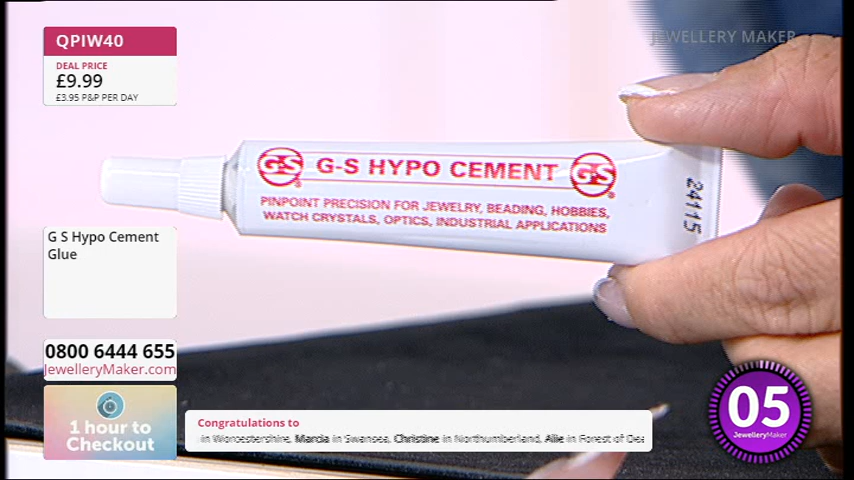 QPIW40
DEAL PRICE
£9.99
£3.95 P&P PER DAY
JEWELLERY MAKER
GS G-S HYPO CEMENT GS
PINPOINT PRECISION FOR JEWELRY, BEADING, HOBBIES,
WATCH CRYSTALS, OPTICS, INDUSTRIAL APPLICATIONS
24115
G S Hypo Cement
Glue
0800 6444 655
JewelleryMaker.com
1 hour to
Checkout
Congratulations to
in Worcestershire, Marcia in Swansea, Christine in Northumberland, in Forest of
05
JewelleryMaker